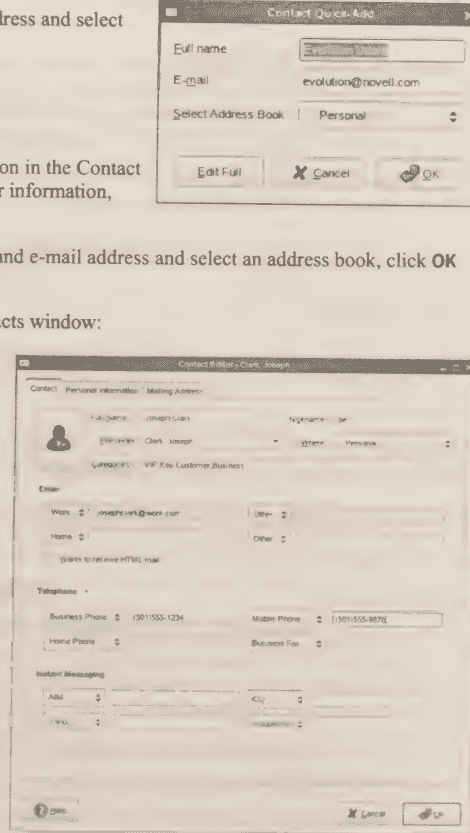 dress and select
Contact Quick-Add
Full name
E-mail
evolution@novell.com
Select Address Book
Personal
Edit Full
Cancel
OK
on in the Contact
r information,
and e-mail address and select an address book, click OK
cts window:
Contact Editor - Clark, Joseph
Contact Personal Information Mailing Address
Full Name Joseph Clark Nickname Joe
File under Clark, Joseph Where Personal
Categories VIP, Key Customer, Business
Email
Work josephclark@work.com Other
Home Other
Wants to receive HTML mail
Telephone
Business Phone (501)555-1234 Mobile Phone (501)555-9876
Home Phone Business Fax
Instant Messaging
AIM ICQ
Help Cancel OK